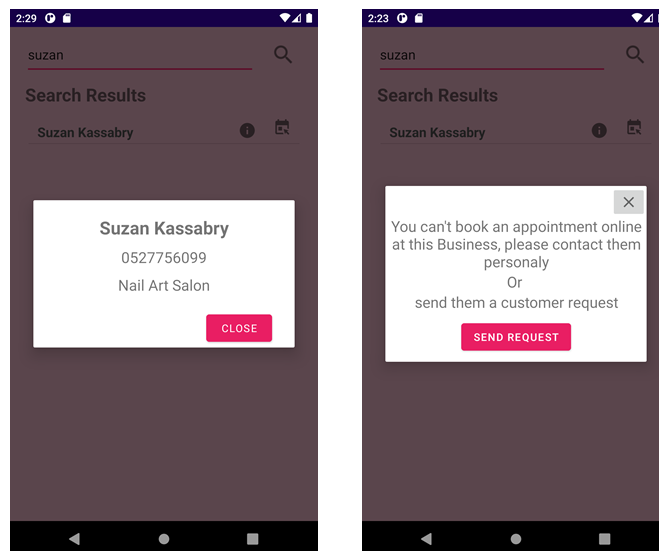 2:29
suzan
Search Results
Suzan Kassabry
Suzan Kassabry
0527756099
Nail Art Salon
CLOSE
2:23
suzan
Search Results
Suzan Kassabry
You can't book an appointment online
at this Business, please contact them
personaly
Or
send them a customer request
SEND REQUEST